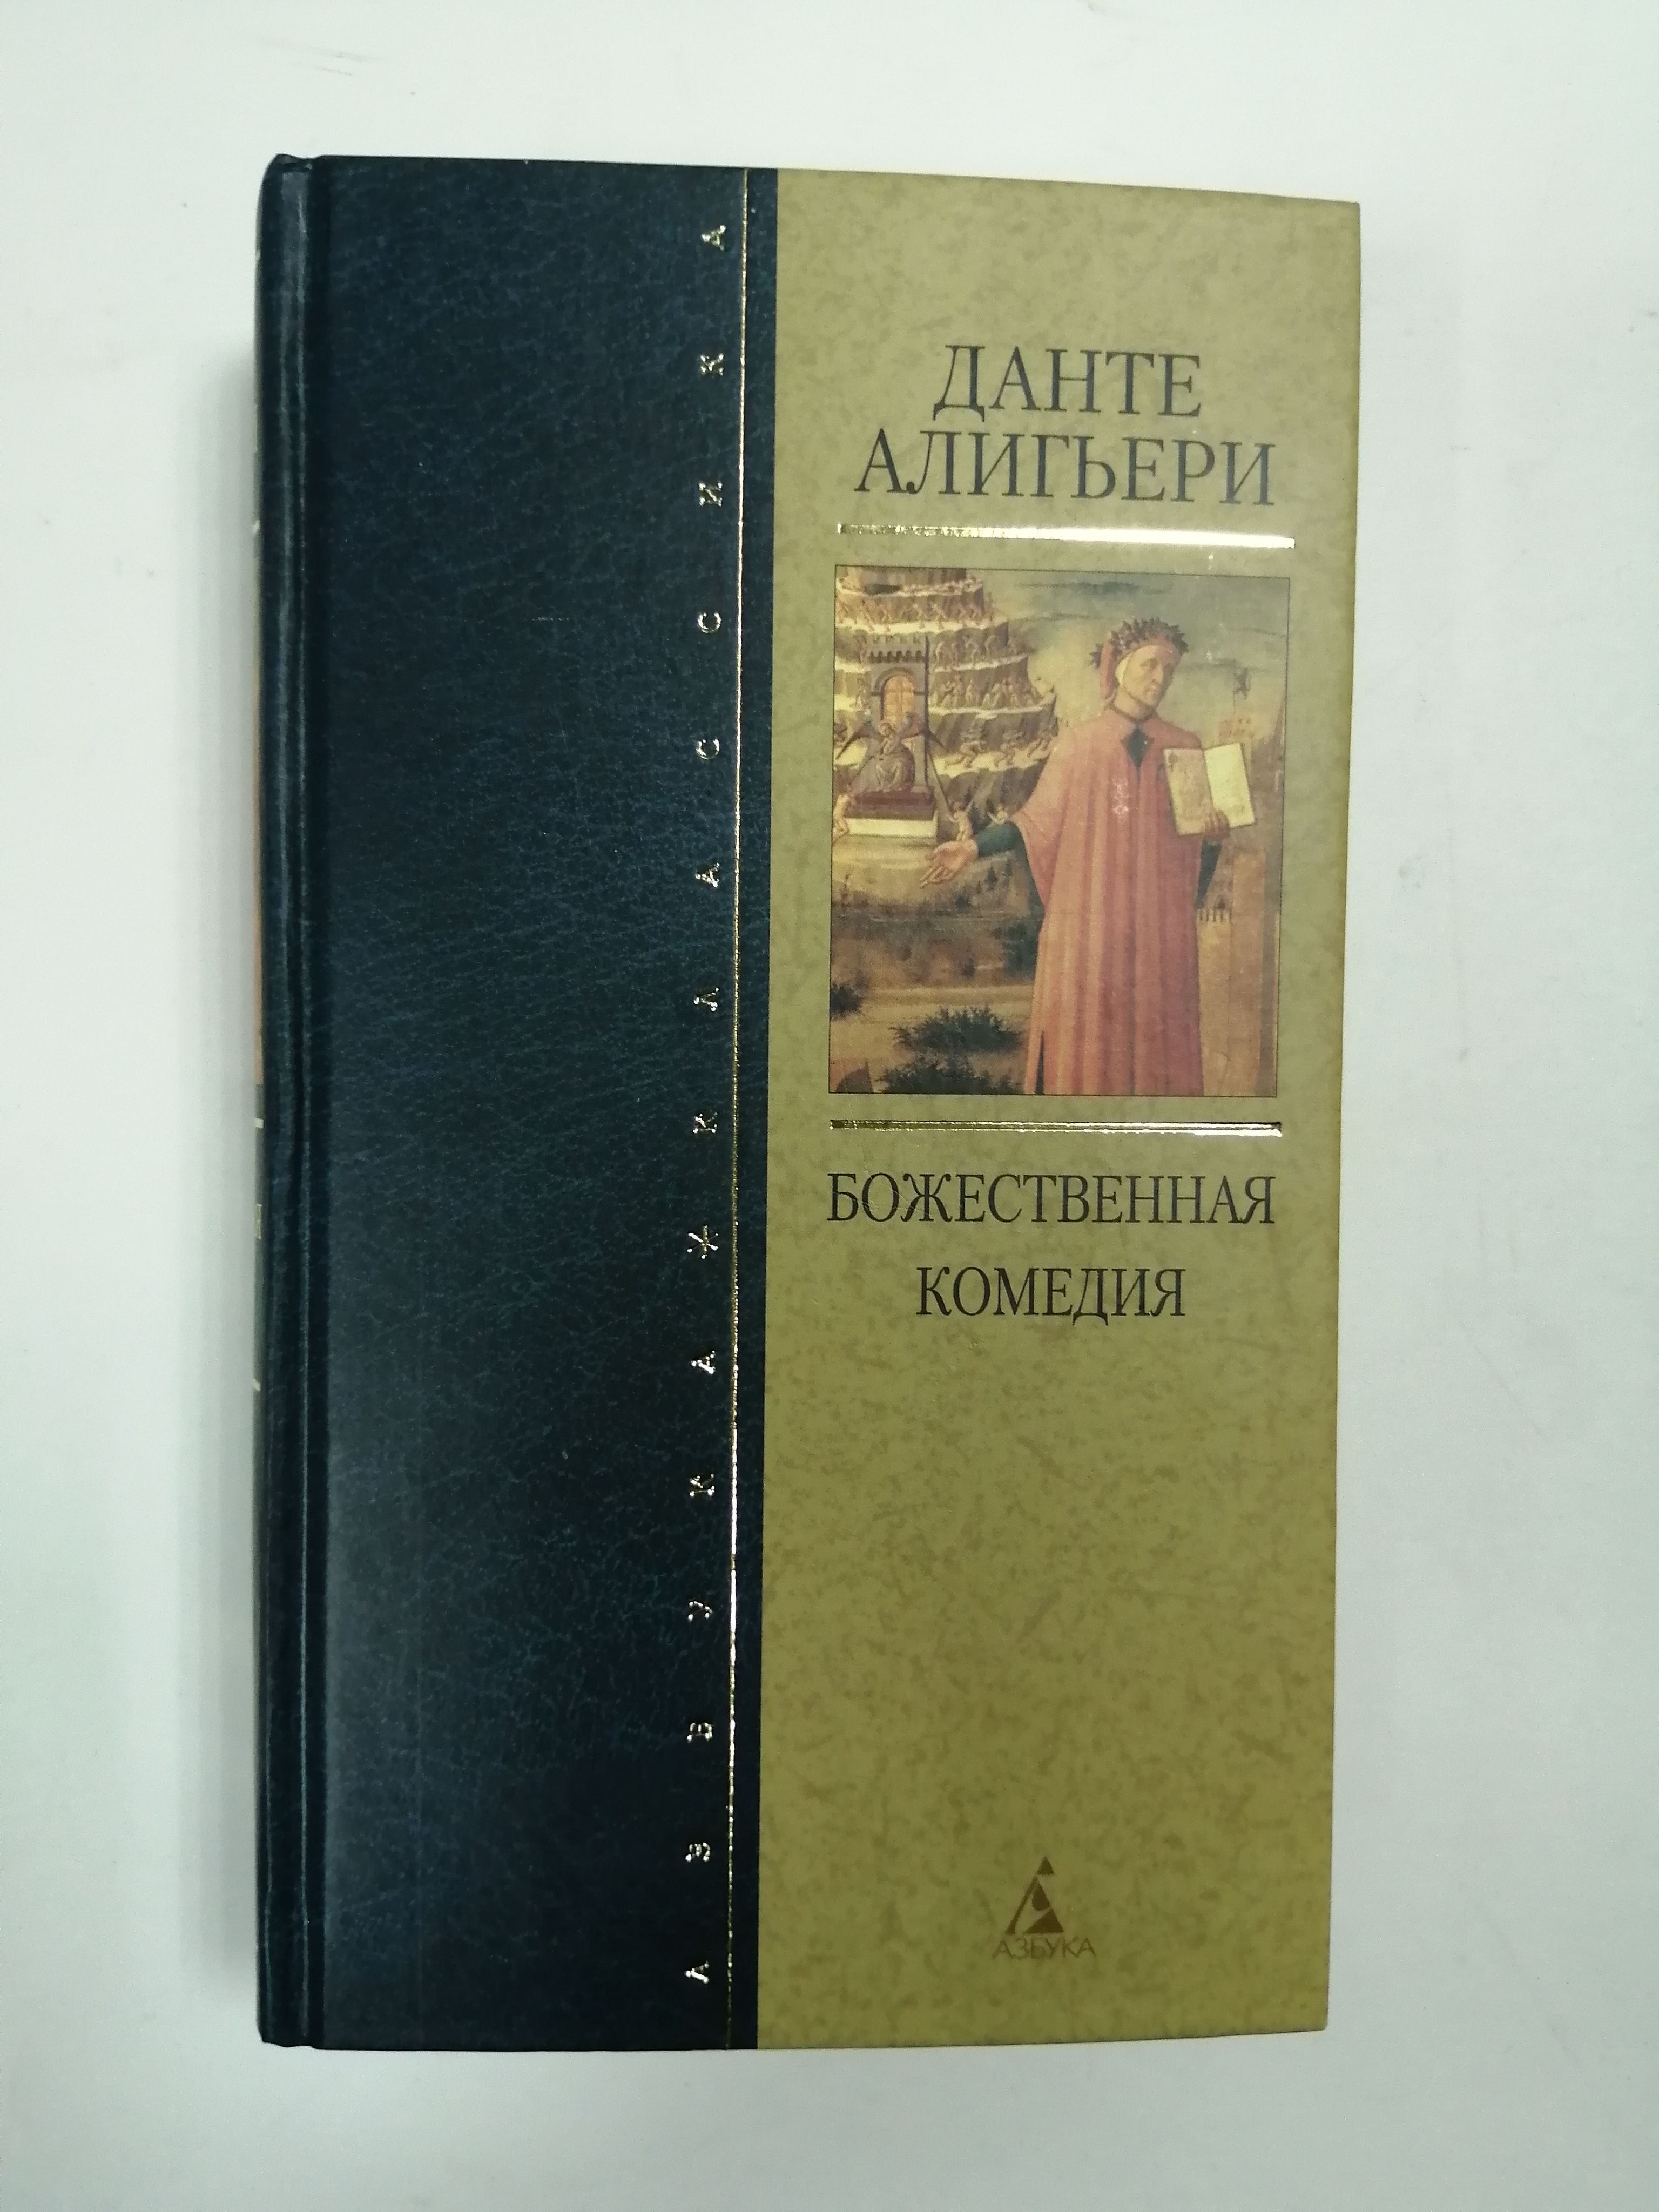 АЗБУКА * КЛАССИКА
ДАНТЕ
АЛИГЬЕРИ
БОЖЕСТВЕННАЯ
КОМЕДИЯ
АЗБУКА